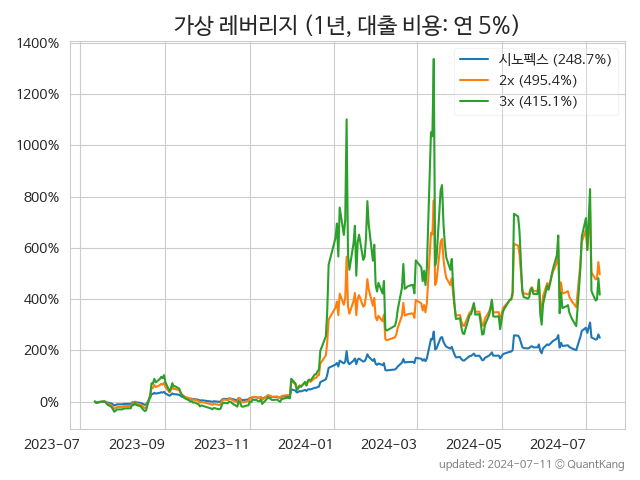 가상 레버리지 (1년, 대출 비용: 연 5%)
시노펙스 (248.7%)
2x (495.4%)
3x (415.1%)
1400%
1200%
1000%
800%
600%
400%
200%
0%
2023-07 2023-09 2023-11 2024-01 2024-03 2024-05 2024-07
updated: 2024-07-11 © QuantKang